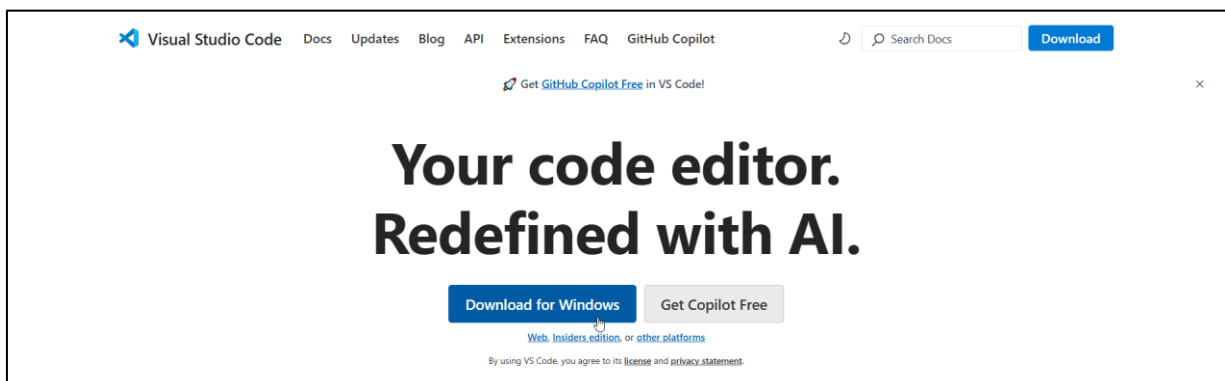 Visual Studio Code Docs Updates Blog API Extensions FAQ GitHub Copilot Search Docs Download
Get GitHub Copilot Free in VS Code!
Your code editor.
Redefined with AI.
Download for Windows Get Copilot Free
Web, Insiders edition, or other platforms
By using VS Code, you agree to its license and privacy statement.